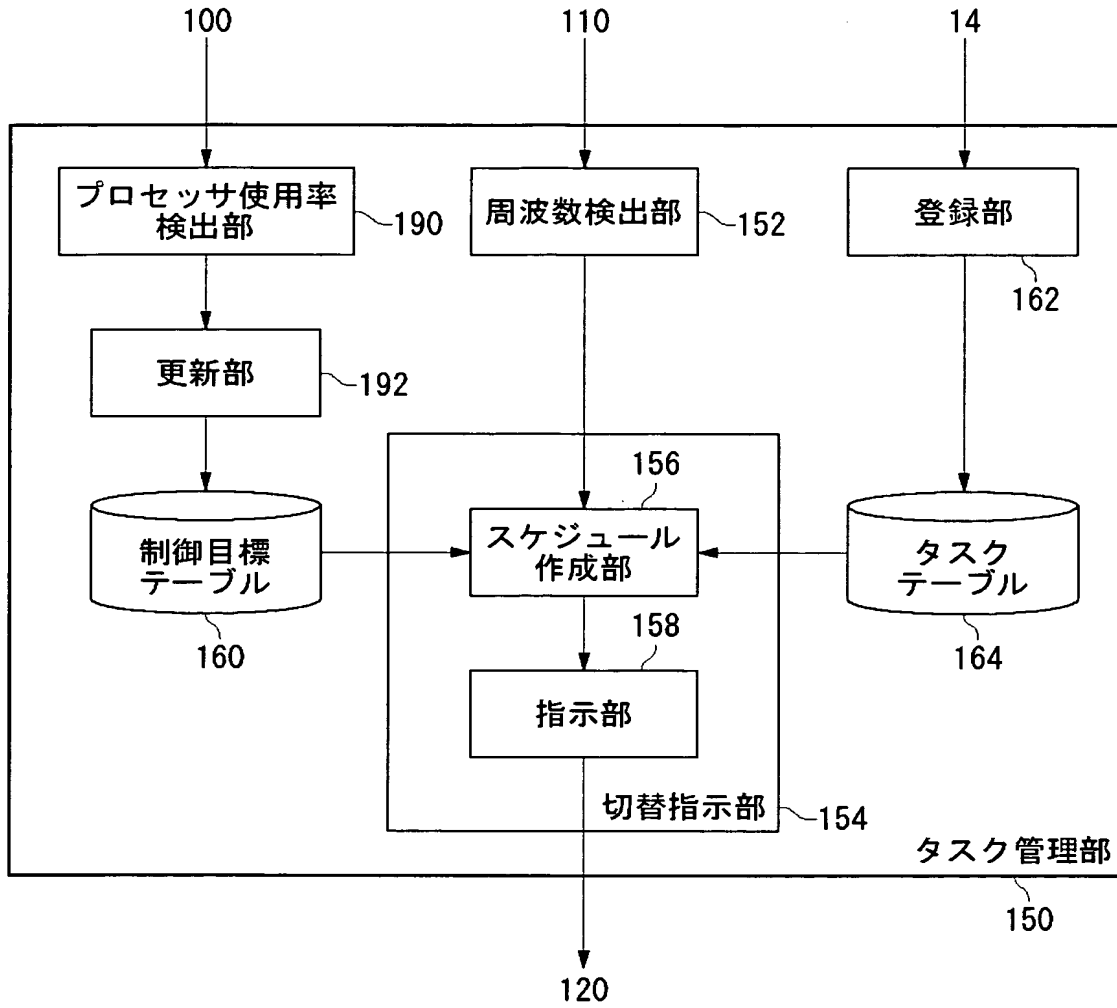 100
110
14
プロセッサ使用率
検出部
190
周波数検出部
152
登録部
162
更新部
192
156
制御目標
テーブル
160
スケジュール
作成部
タスク
テーブル
164
158
指示部
切替指示部
154
タスク管理部
150
120